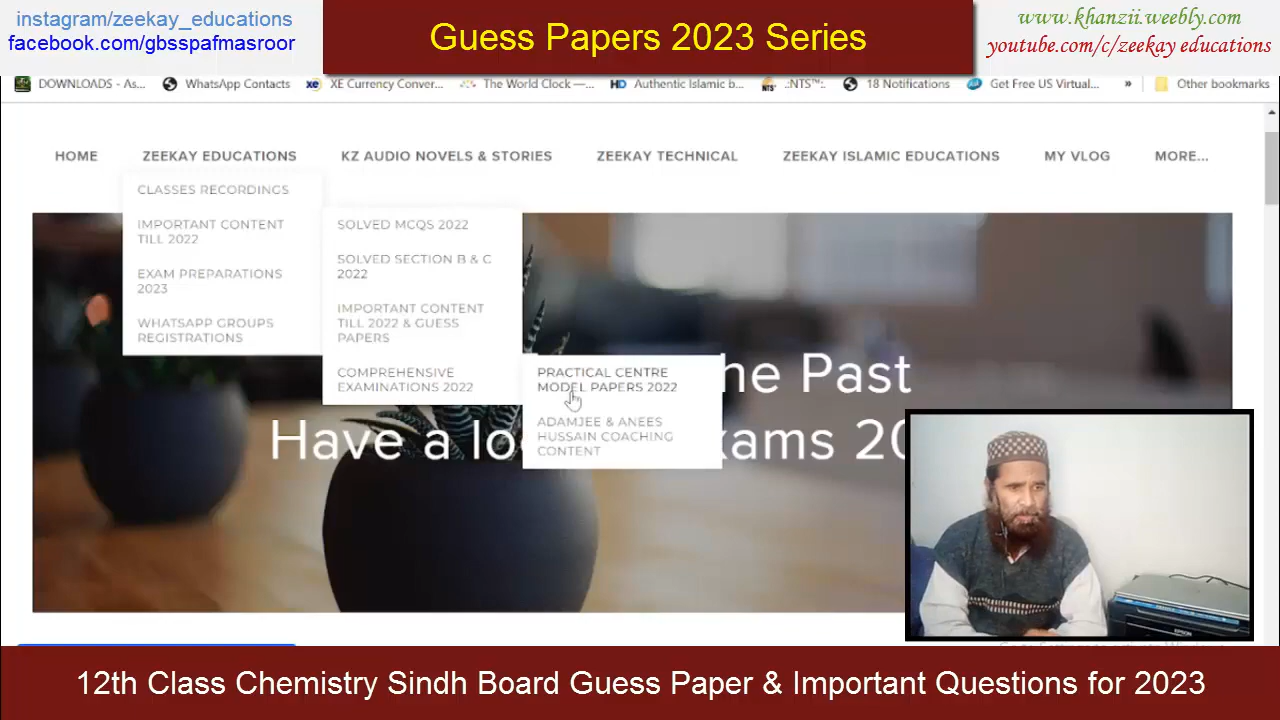 instagram/zeekay_educations
facebook.com/gbsspafmasroor
Guess Papers 2023 Series
www.khanzii.weebly.com
youtube.com/c/zeekay educations
DOWNLOADS - As... WhatsApp Contacts XE Currency Conver... The World Clock —... Authentic Islamic b... .:NTS™:. 18 Notifications Get Free US Virtual... » Other bookmarks
HOME ZEEKAY EDUCATIONS KZ AUDIO NOVELS & STORIES ZEEKAY TECHNICAL ZEEKAY ISLAMIC EDUCATIONS MY VLOG MORE...
CLASSES RECORDINGS
IMPORTANT CONTENT
TILL 2022
EXAM PREPARATIONS
2023
WHATSAPP GROUPS
REGISTRATIONS
SOLVED MCQS 2022
SOLVED SECTION B & C
2022
IMPORTANT CONTENT
TILL 2022 & GUESS
PAPERS
COMPREHENSIVE
EXAMINATIONS 2022
PRACTICAL CENTRE
MODEL PAPERS 2022
ADAMJEE & ANEES
HUSSAIN COACHING
CONTENT
he Past
Have a lo xams 20
EPSON
12th Class Chemistry Sindh Board Guess Paper & Important Questions for 2023